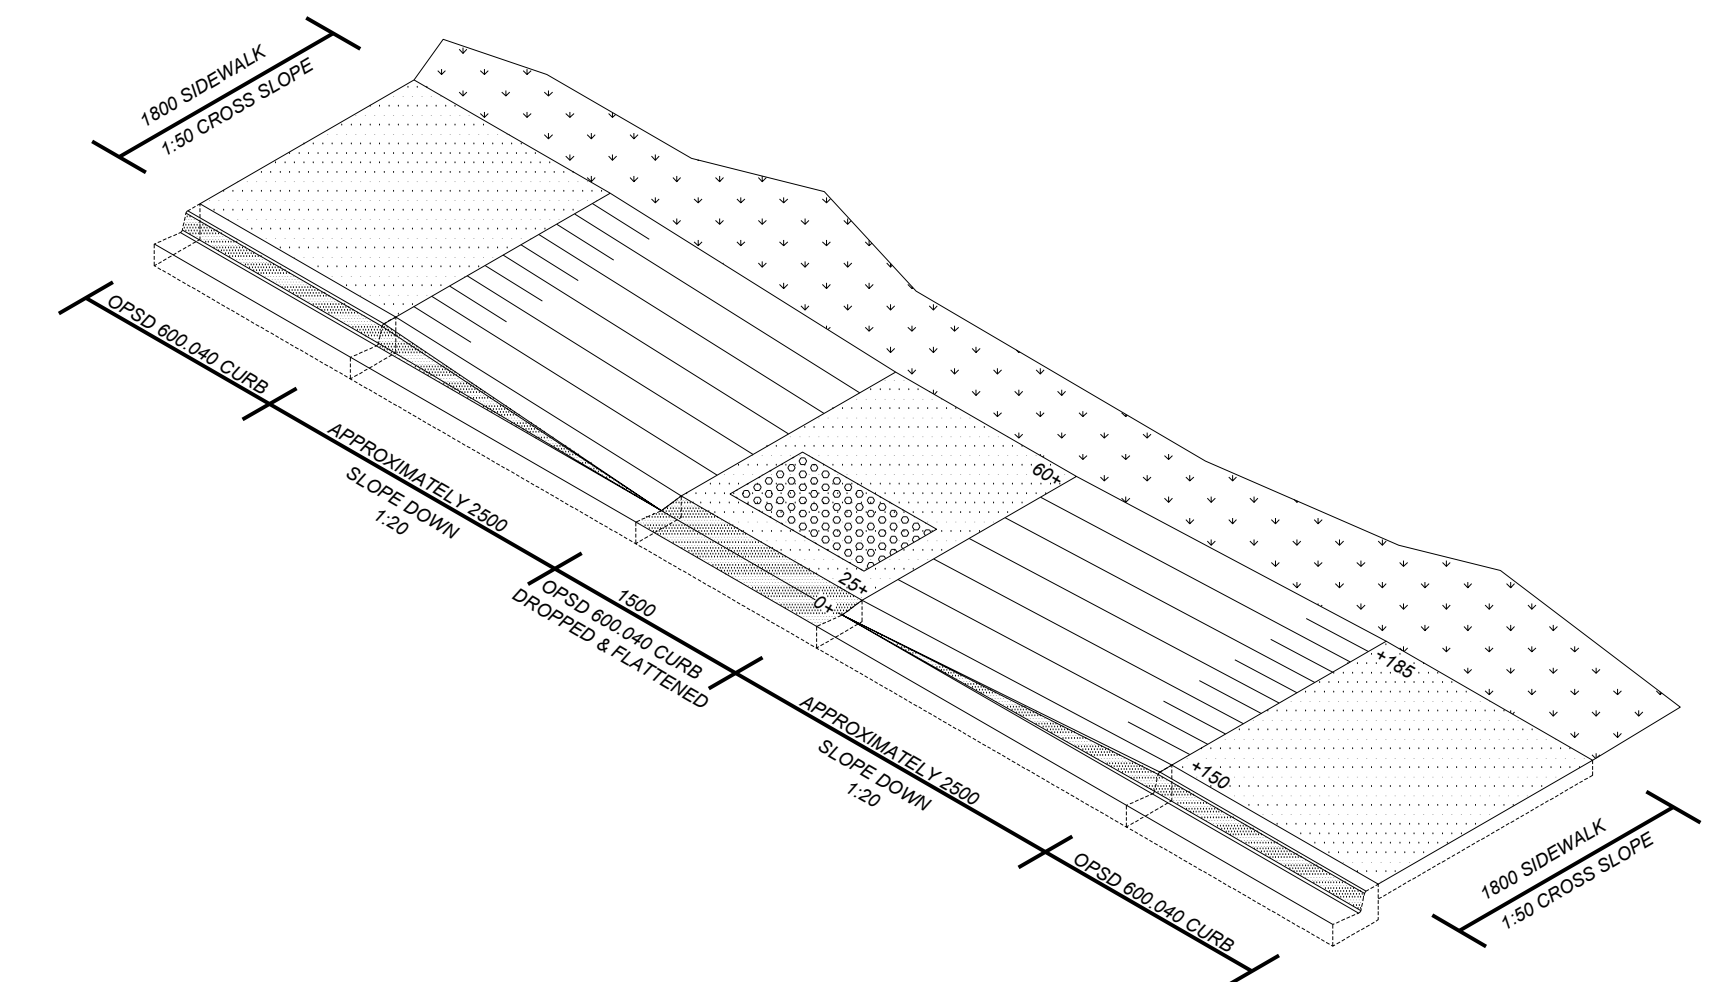 1800 SIDEWALK
1:50 CROSS SLOPE
OPSD 600.040 CURB
APPROXIMATELY 2500
SLOPE DOWN
1:20
60+
25+
0+
1500
OPSD 600.040 CURB
DROPPED & FLATTENED
+185
+150
APPROXIMATELY 2500
SLOPE DOWN
1:20
OPSD 600.040 CURB
1800 SIDEWALK
1:50 CROSS SLOPE